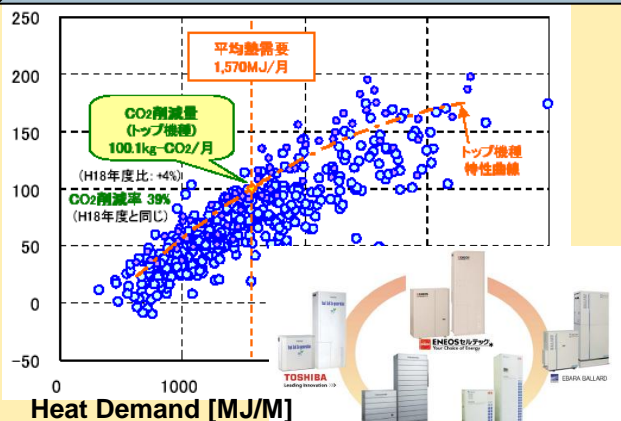 250
200
150
100
50
0
−50
平均熱需要
1,570MJ/月
CO2削減量
(トップ機種)
100.1kg-CO2/月
(H18年度比: +4%)
CO2削減率 39%
(H18年度と同じ)
トップ機種
特性曲線
0
1000
Heat Demand [MJ/M]
TOSHIBA
Leading Innovation >>>
ENEOSセルテック
Your Choice of Energy
EBARA BALLARD